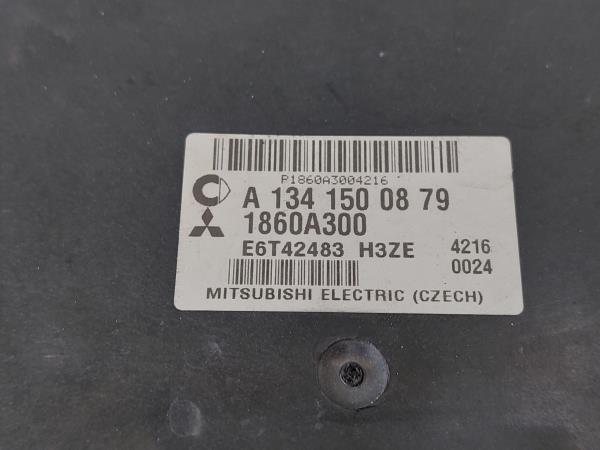 P1860A3004216
A 134 150 08 79
1860A300
E6T42483 H3ZE 4216
0024
MITSUBISHI ELECTRIC (CZECH)